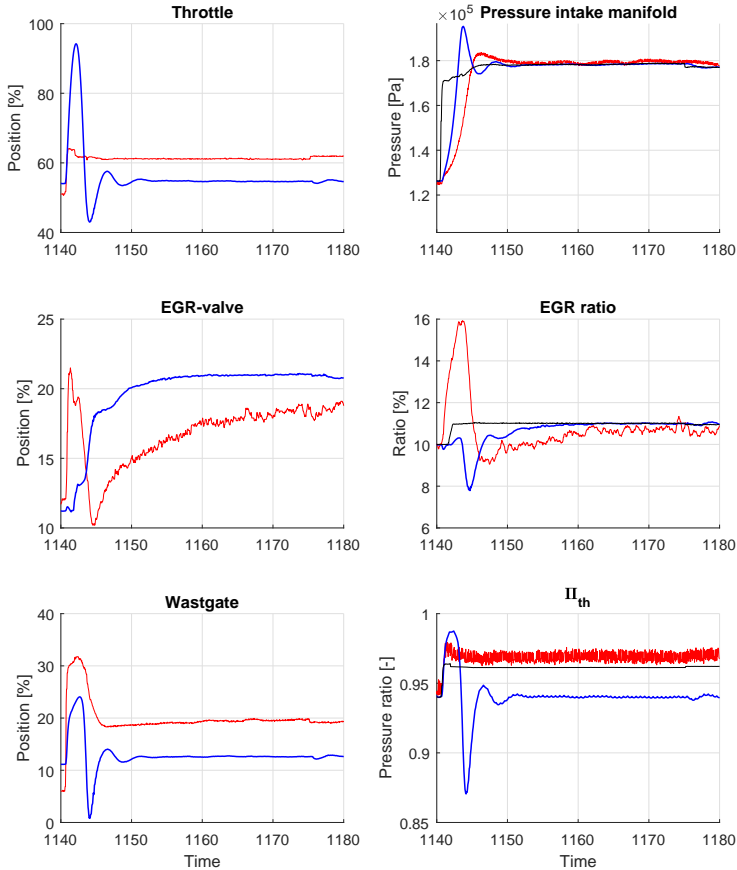 Throttle
Position [%]
100
80
60
40
1140 1150 1160 1170 1180
Pressure intake manifold
×10⁵
Pressure [Pa]
1.8
1.6
1.4
1.2
1140 1150 1160 1170 1180
EGR-valve
Position [%]
25
20
15
10
1140 1150 1160 1170 1180
EGR ratio
Ratio [%]
16
14
12
10
8
6
1140 1150 1160 1170 1180
Wastgate
Position [%]
40
30
20
10
0
1140 1150 1160 1170 1180
Time
Π_th
Pressure ratio [-]
1
0.95
0.9
0.85
1140 1150 1160 1170 1180
Time